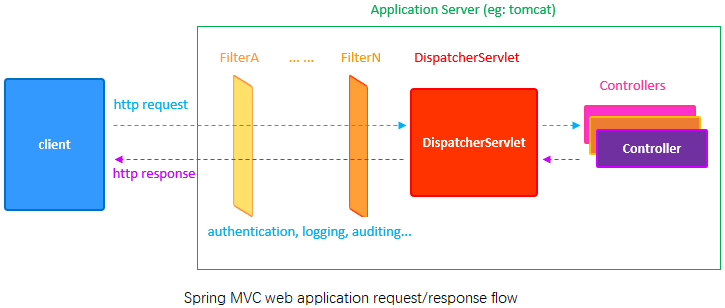 Application Server (eg: tomcat)
FilterA
... ...
FilterN
DispatcherServlet
Controllers
http request
client
DispatcherServlet
Controller
http response
authentication, logging, auditing...
Spring MVC web application request/response flow